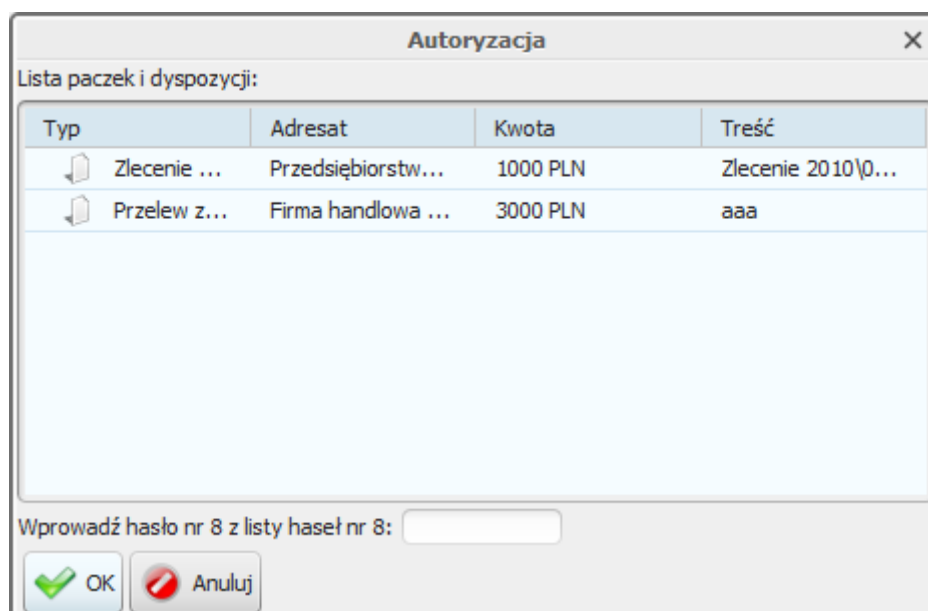 Autoryzacja
Lista paczek i dyspozycji:
Typ Adresat Kwota Treść
Zlecenie ... Przedsiębiorstw... 1000 PLN Zlecenie 2010\0...
Przelew z... Firma handlowa ... 3000 PLN aaa
Wprowadź hasło nr 8 z listy haseł nr 8:
OK Anuluj